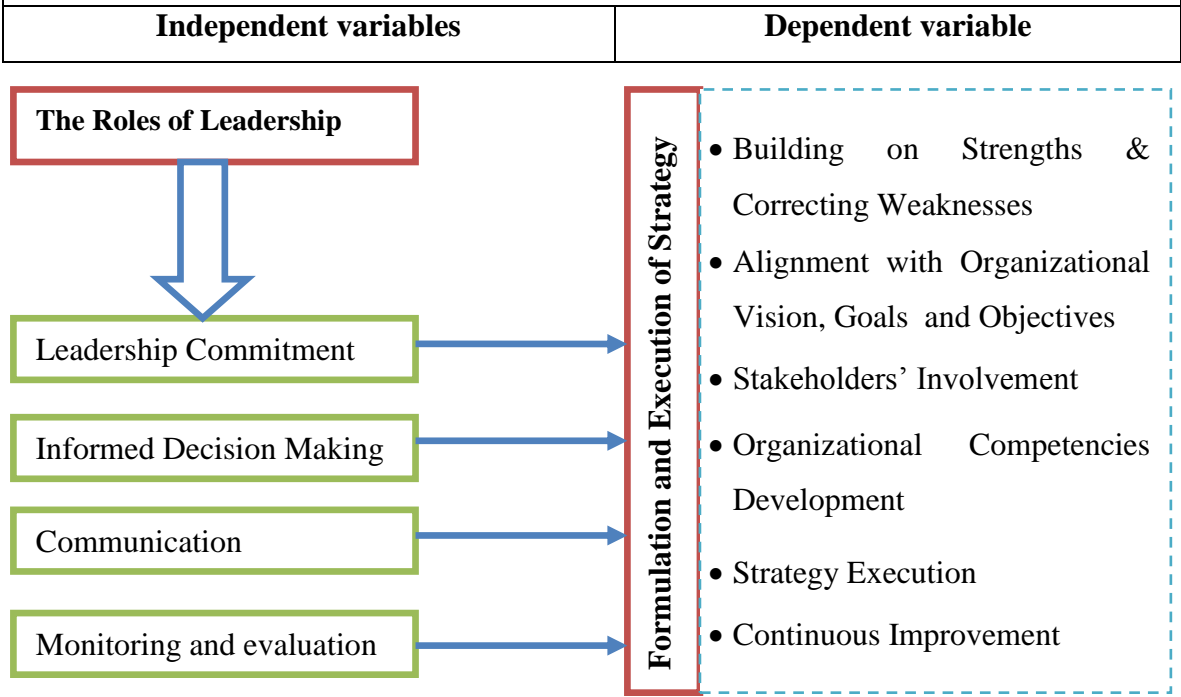 Independent variables
Dependent variable
The Roles of Leadership
Leadership Commitment
Informed Decision Making
Communication
Monitoring and evaluation
Formulation and Execution of Strategy
• Building on Strengths &
Correcting Weaknesses
• Alignment with Organizational
Vision, Goals and Objectives
• Stakeholders’ Involvement
• Organizational Competencies
Development
• Strategy Execution
• Continuous Improvement